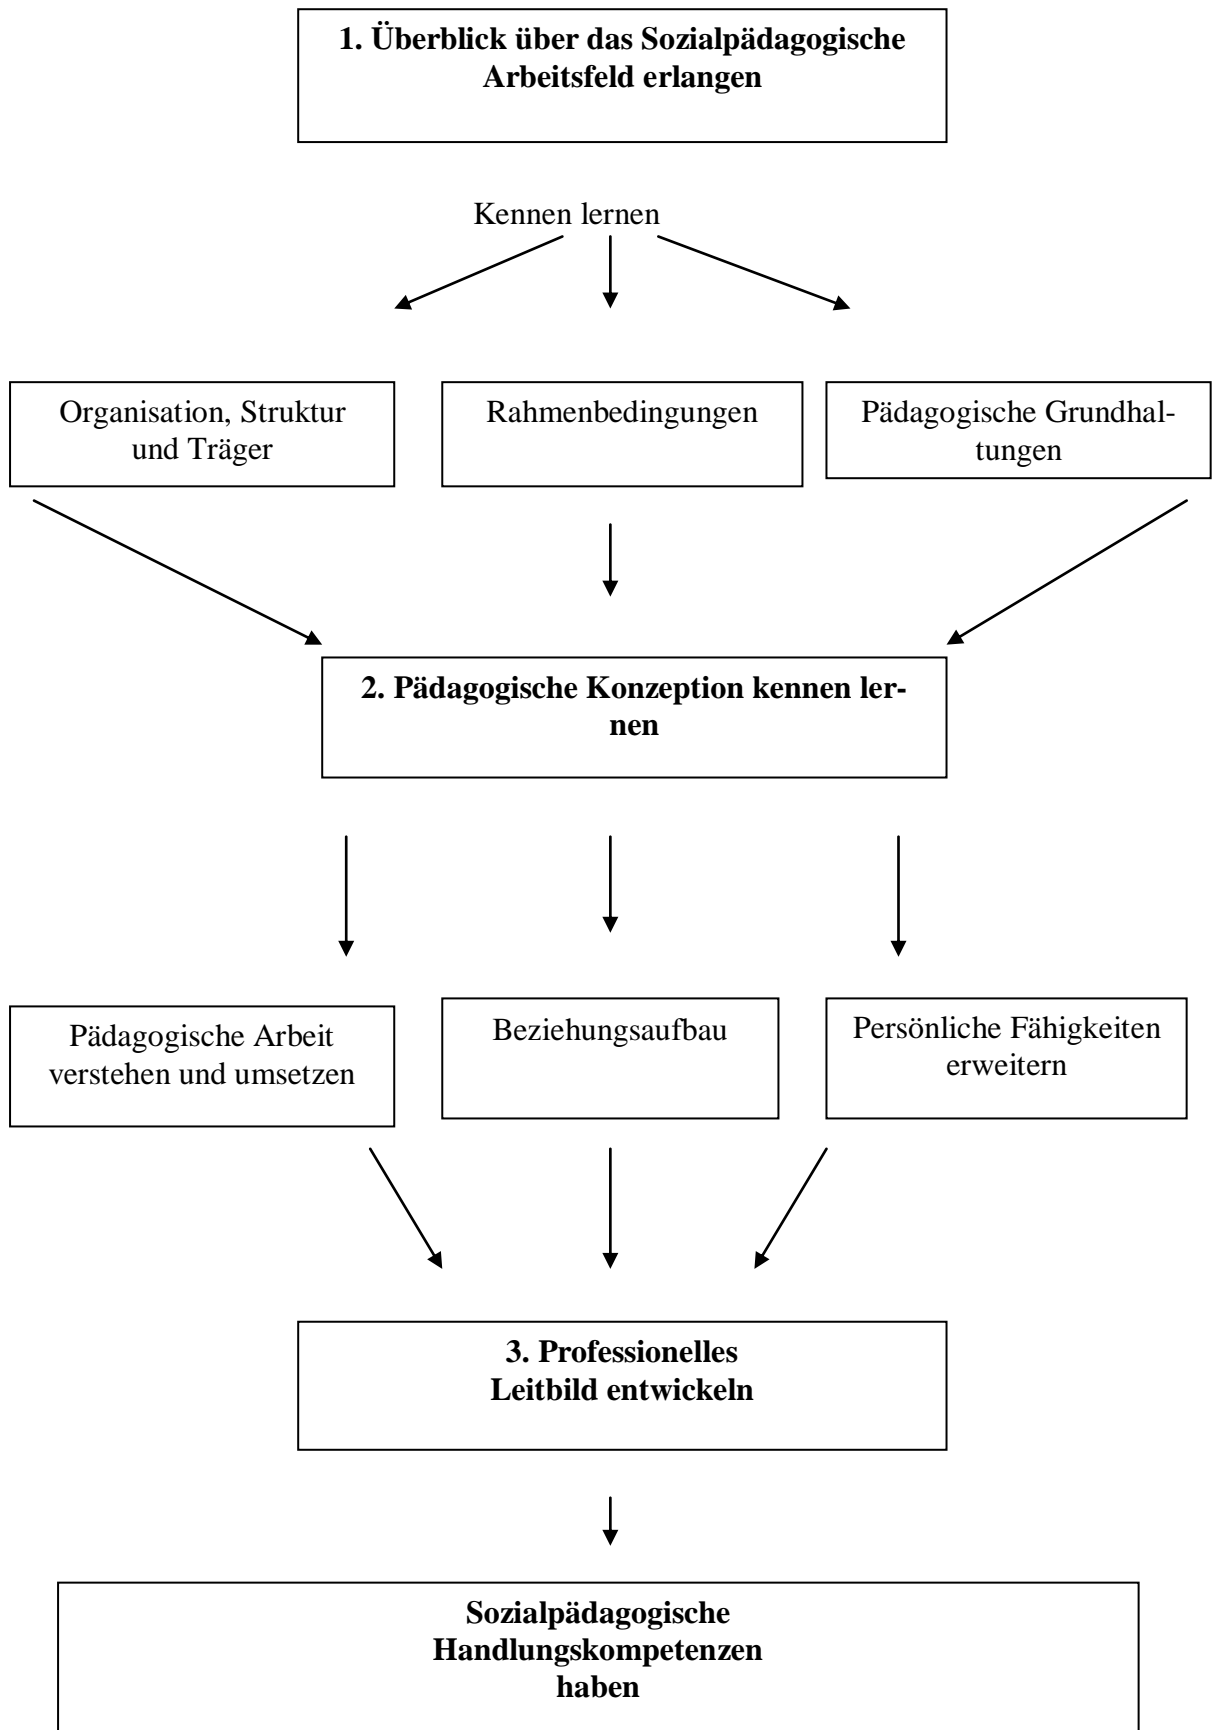 1. Überblick über das Sozialpädagogische
Arbeitsfeld erlangen
Kennen lernen
Organisation, Struktur
und Träger
Rahmenbedingungen
Pädagogische Grundhal-
tungen
2. Pädagogische Konzeption kennen ler-
nen
Pädagogische Arbeit
verstehen und umsetzen
Beziehungsaufbau
Persönliche Fähigkeiten
erweitern
3. Professionelles
Leitbild entwickeln
Sozialpädagogische
Handlungskompetenzen
haben